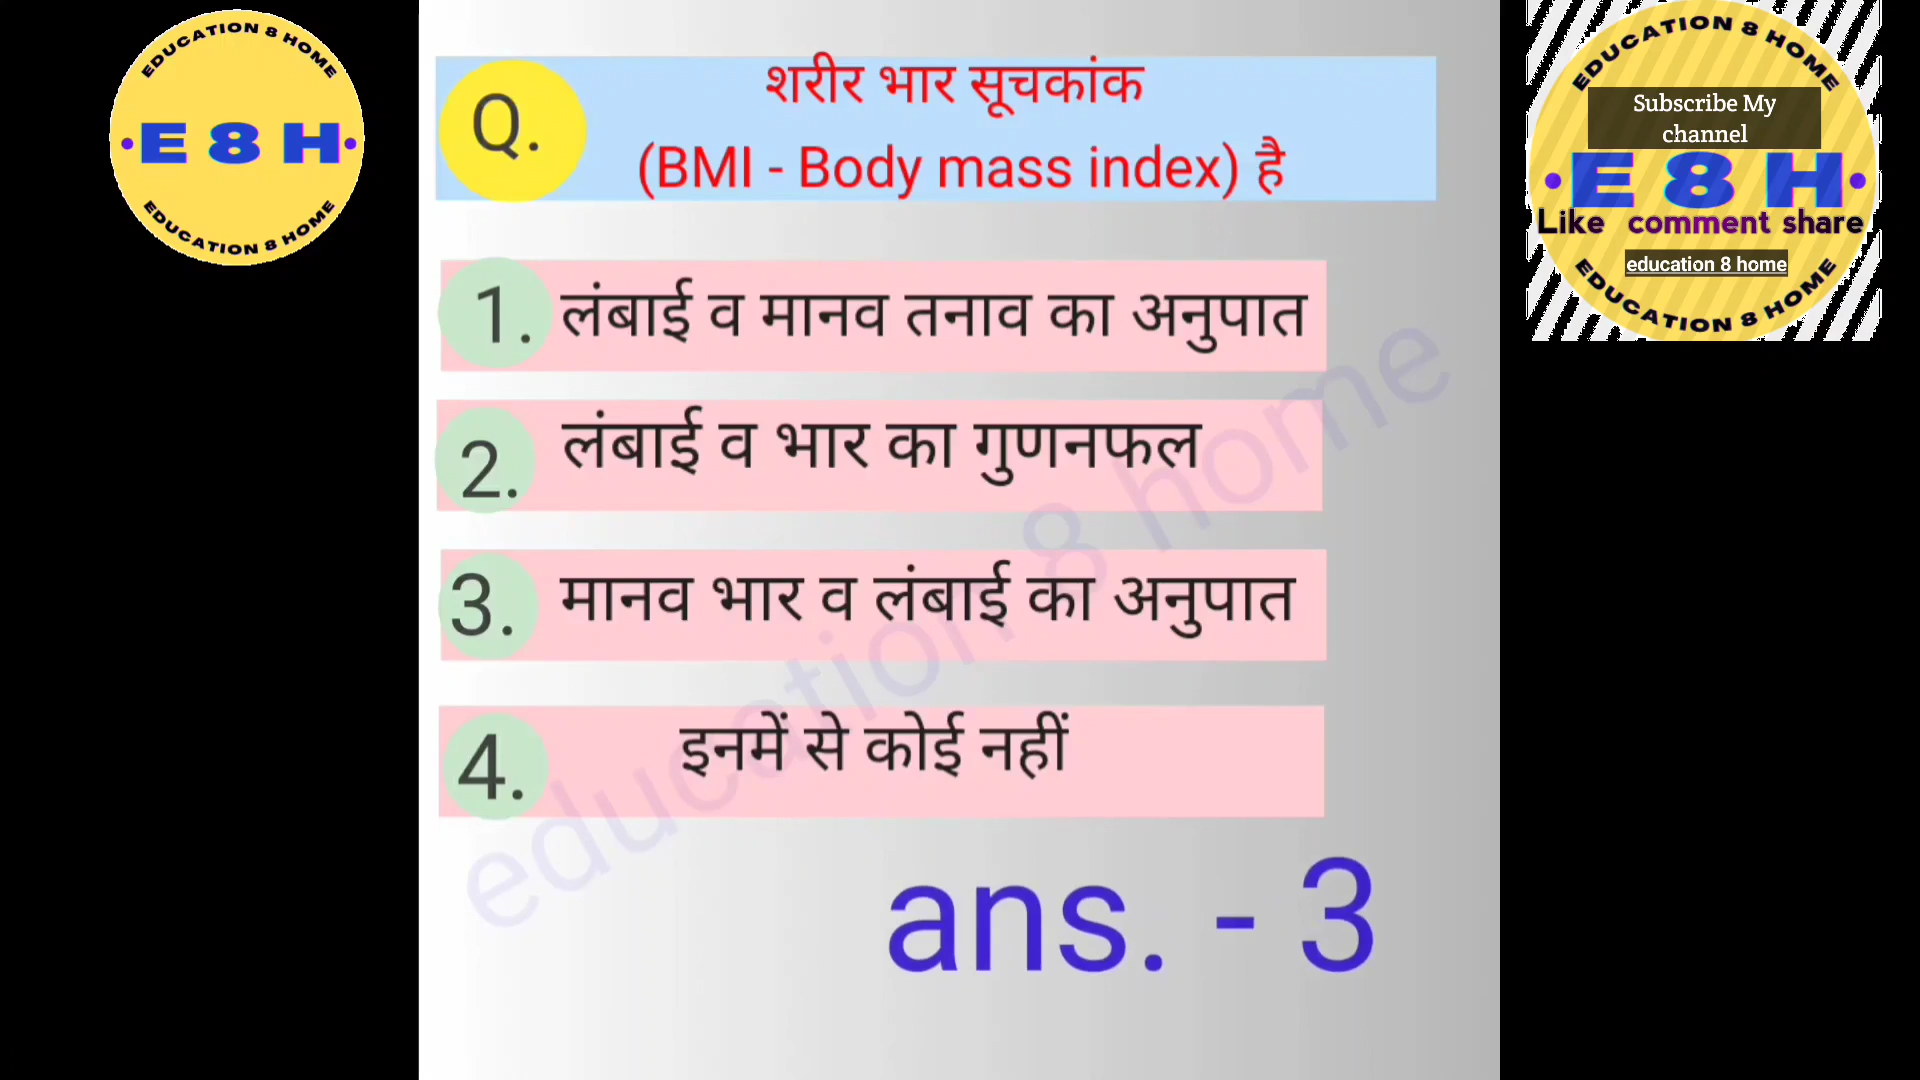 EDUCATION 8 HOME
E 8 H
EDUCATION 8 HOME
Q.
शरीर भार सूचकांक
(BMI - Body mass index) है
1. लंबाई व मानव तनाव का अनुपात
2. लंबाई व भार का गुणनफल
3. मानव भार व लंबाई का अनुपात
4. इनमें से कोई नहीं
ans. - 3
education 8 home
EDUCATION 8 HOME
Subscribe My
channel
E 8 H
Like comment share
education 8 home
EDUCATION 8 HOME